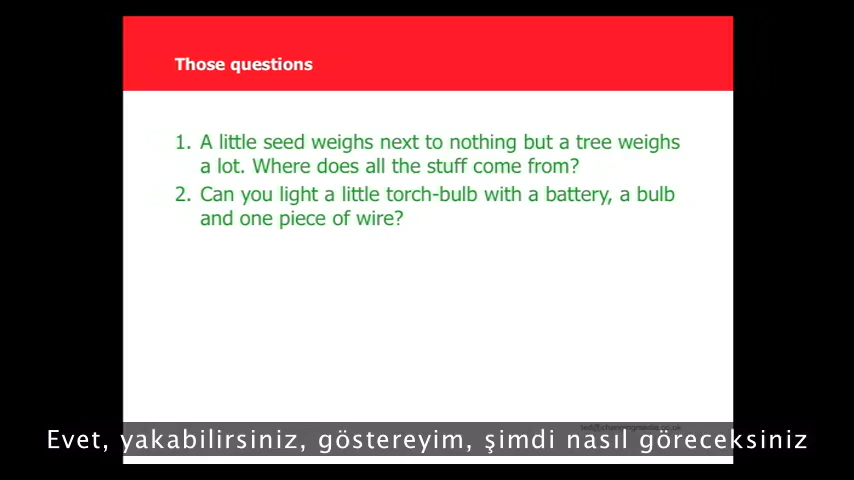 Those questions
1. A little seed weighs next to nothing but a tree weighs
a lot. Where does all the stuff come from?
2. Can you light a little torch-bulb with a battery, a bulb
and one piece of wire?
Evet, yakabilirsiniz, göstereyim, şimdi nasıl göreceksiniz